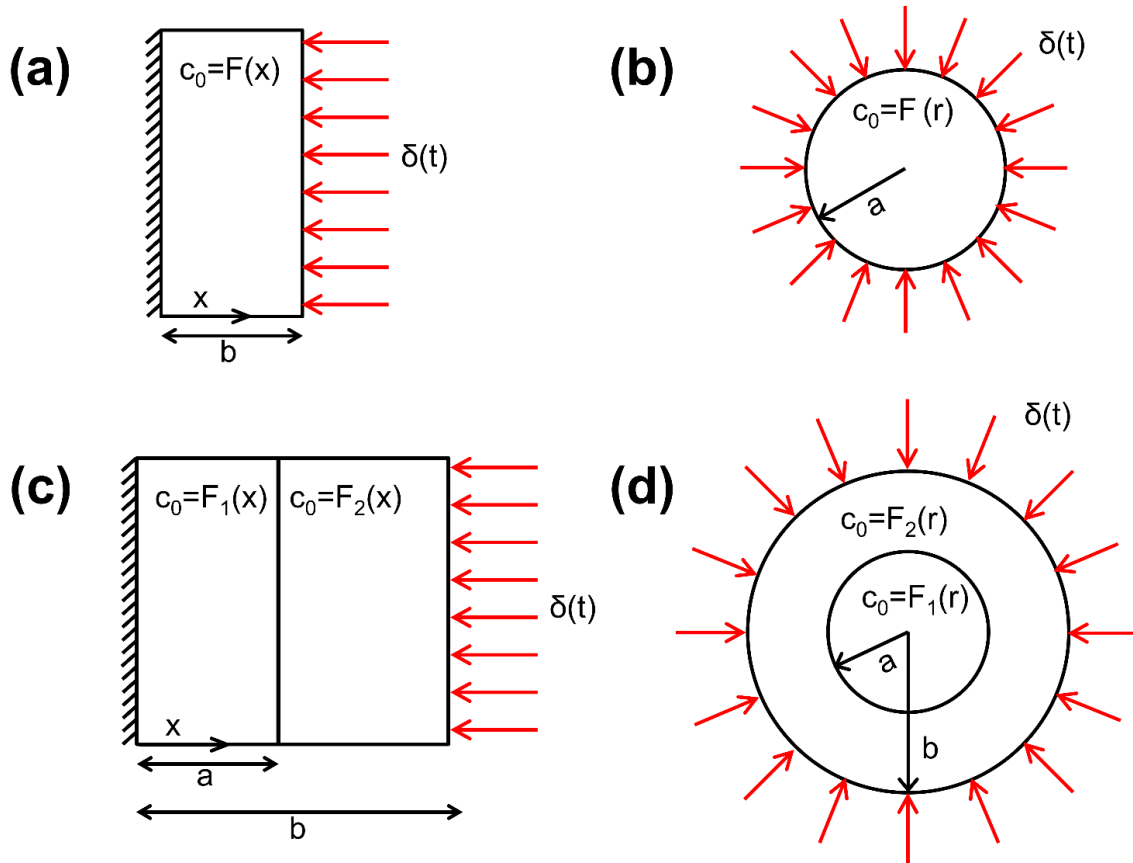 (a)
c₀=F(x)
δ(t)
x
b
(b)
δ(t)
c₀=F (r)
a
(c)
c₀=F₁(x) c₀=F₂(x)
δ(t)
x
a
b
(d)
δ(t)
c₀=F₂(r)
c₀=F₁(r)
a
b